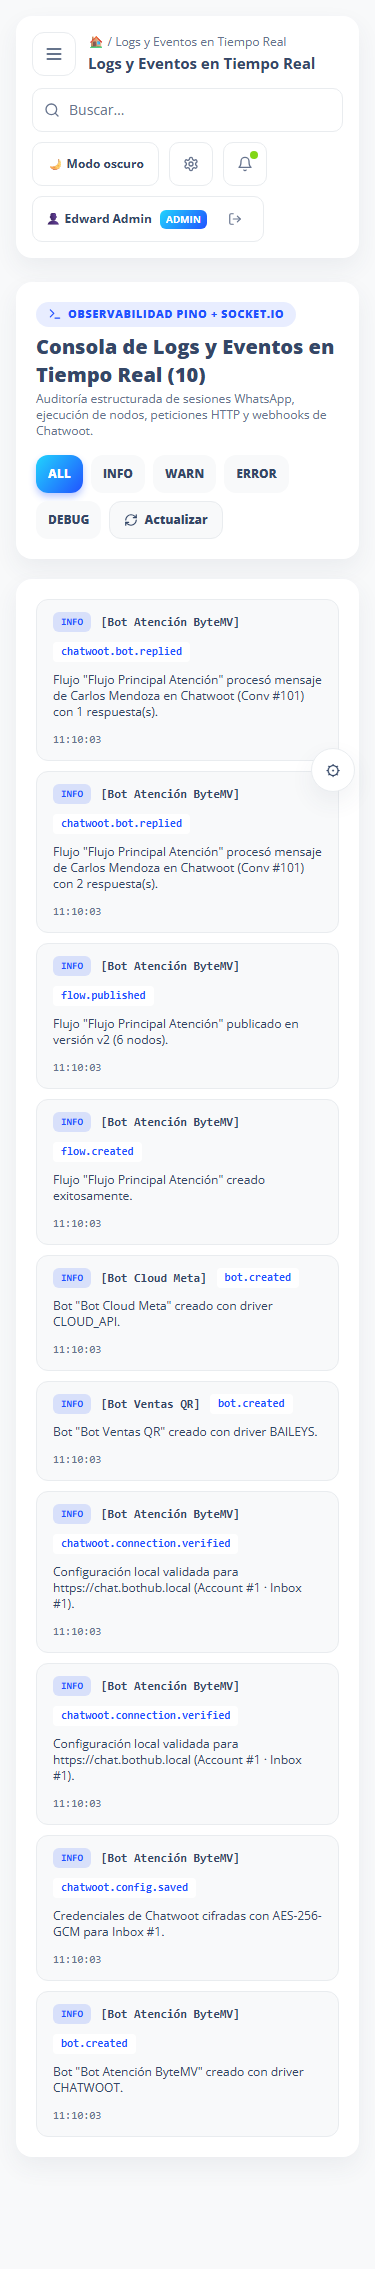 / Logs y Eventos en Tiempo Real
Logs y Eventos en Tiempo Real
Buscar...
Modo oscuro
Edward Admin ADMIN
OBSERVABILIDAD PINO + SOCKET.IO
Consola de Logs y Eventos en
Tiempo Real (10)
Auditoría estructurada de sesiones WhatsApp,
ejecución de nodos, peticiones HTTP y webhooks de
Chatwoot.
ALL INFO WARN ERROR
DEBUG Actualizar
INFO [Bot Atención ByteMV]
chatwoot.bot.replied
Flujo "Flujo Principal Atención" procesó mensaje
de Carlos Mendoza en Chatwoot (Conv #101)
con 1 respuesta(s).
11:10:03
INFO [Bot Atención ByteMV]
chatwoot.bot.replied
Flujo "Flujo Principal Atención" procesó mensaje
de Carlos Mendoza en Chatwoot (Conv #101)
con 2 respuesta(s).
11:10:03
INFO [Bot Atención ByteMV]
flow.published
Flujo "Flujo Principal Atención" publicado en
versión v2 (6 nodos).
11:10:03
INFO [Bot Atención ByteMV]
flow.created
Flujo "Flujo Principal Atención" creado
exitosamente.
11:10:03
INFO [Bot Cloud Meta] bot.created
Bot "Bot Cloud Meta" creado con driver
CLOUD_API.
11:10:03
INFO [Bot Ventas QR] bot.created
Bot "Bot Ventas QR" creado con driver BAILEYS.
11:10:03
INFO [Bot Atención ByteMV]
chatwoot.connection.verified
Configuración local validada para
https://chat.bothub.local (Account #1 · Inbox
#1).
11:10:03
INFO [Bot Atención ByteMV]
chatwoot.connection.verified
Configuración local validada para
https://chat.bothub.local (Account #1 · Inbox
#1).
11:10:03
INFO [Bot Atención ByteMV]
chatwoot.config.saved
Credenciales de Chatwoot cifradas con AES-256-
GCM para Inbox #1.
11:10:03
INFO [Bot Atención ByteMV]
bot.created
Bot "Bot Atención ByteMV" creado con driver
CHATWOOT.
11:10:03